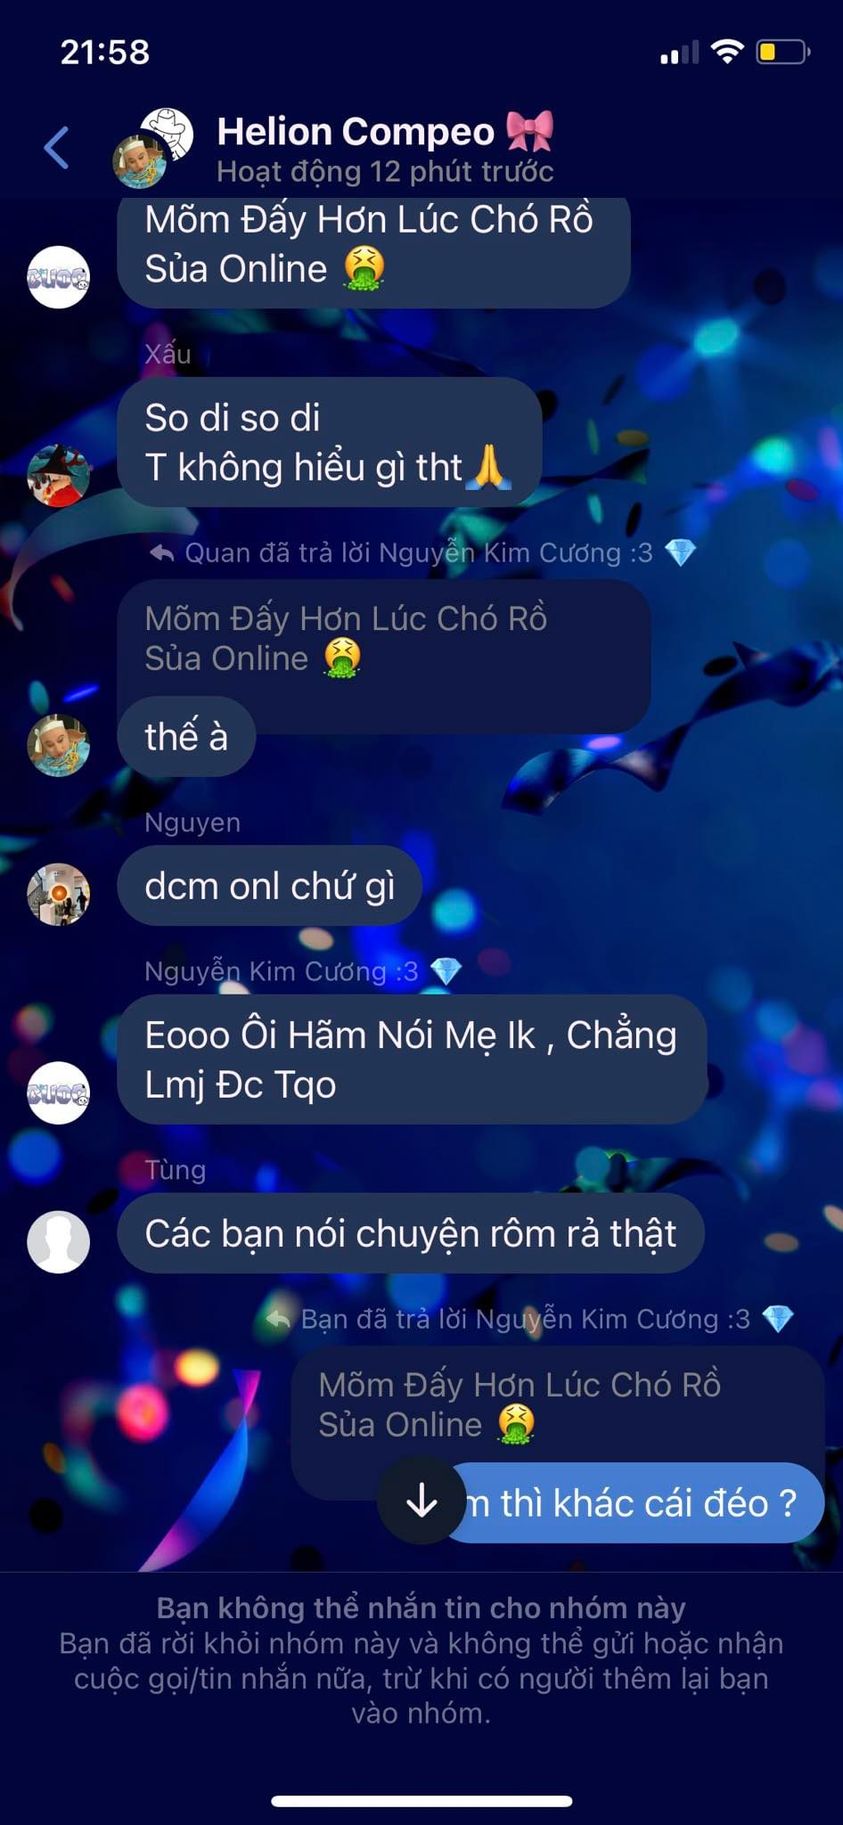 21:58
Helion Compeo 🎀
Hoạt động 12 phút trước
Mõm Đấy Hơn Lúc Chó Rồ
Sủa Online 🤮
Xấu
So di so di
T không hiểu gì tht🙏
Quan đã trả lời Nguyễn Kim Cương :3 💎
Mõm Đấy Hơn Lúc Chó Rồ
Sủa Online 🤮
thế à
Nguyen
dcm onl chứ gì
Nguyễn Kim Cương :3 💎
Eooo Ôi Hãm Nói Mẹ Ik , Chẳng
Lmj Đc Tqo
Tùng
Các bạn nói chuyện rôm rả thật
Bạn đã trả lời Nguyễn Kim Cương :3 💎
Mõm Đấy Hơn Lúc Chó Rồ
Sủa Online 🤮
thì khác cái đéo ?
Bạn không thể nhắn tin cho nhóm này
Bạn đã rời khỏi nhóm này và không thể gửi hoặc nhận
cuộc gọi/tin nhắn nữa, trừ khi có người thêm lại bạn
vào nhóm.